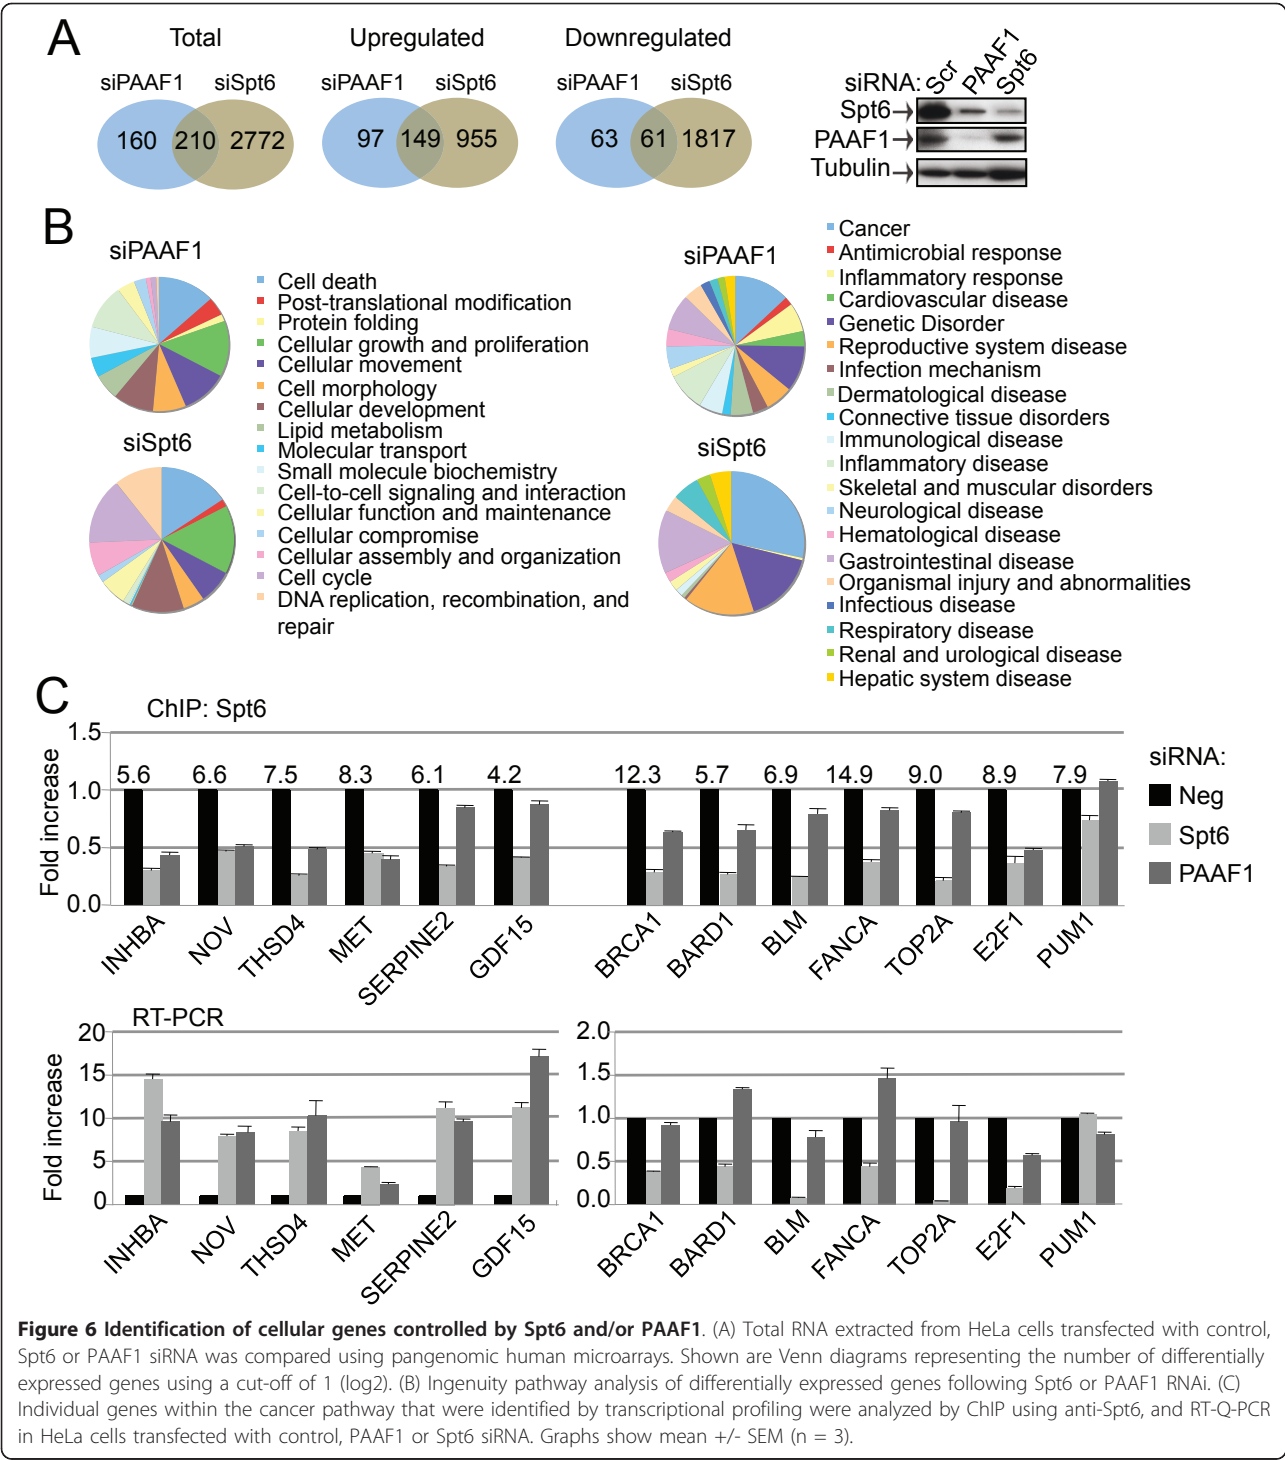 A
Total
Upregulated
Downregulated
siPAAF1 siSpt6
siPAAF1 siSpt6
siPAAF1 siSpt6
160 210 2772
97 149 955
63 61 1817
siRNA: Scr PAAF1 Spt6
Spt6
PAAF1
Tubulin
B
siPAAF1
siSpt6
Cell death
Post-translational modification
Protein folding
Cellular growth and proliferation
Cellular movement
Cell morphology
Cellular development
Lipid metabolism
Molecular transport
Small molecule biochemistry
Cell-to-cell signaling and interaction
Cellular function and maintenance
Cellular compromise
Cellular assembly and organization
Cell cycle
DNA replication, recombination, and
repair
siPAAF1
siSpt6
Cancer
Antimicrobial response
Inflammatory response
Cardiovascular disease
Genetic Disorder
Reproductive system disease
Infection mechanism
Dermatological disease
Connective tissue disorders
Immunological disease
Inflammatory disease
Skeletal and muscular disorders
Neurological disease
Hematological disease
Gastrointestinal disease
Organismal injury and abnormalities
Infectious disease
Respiratory disease
Renal and urological disease
Hepatic system disease
C
ChIP: Spt6
Fold increase
1.5
1.0
0.5
0.0
5.6 6.6 7.5 8.3 6.1 4.2 12.3 5.7 6.9 14.9 9.0 8.9 7.9
INHBA NOV THSD4 MET SERPINE2 GDF15 BRCA1 BARD1 BLM FANCA TOP2A E2F1 PUM1
siRNA:
Neg
Spt6
PAAF1
RT-PCR
Fold increase
20
15
10
5
0
INHBA NOV THSD4 MET SERPINE2 GDF15
2.0
1.5
1.0
0.5
0.0
BRCA1 BARD1 BLM FANCA TOP2A E2F1 PUM1
Figure 6 Identification of cellular genes controlled by Spt6 and/or PAAF1. (A) Total RNA extracted from HeLa cells transfected with control,
Spt6 or PAAF1 siRNA was compared using pangenomic human microarrays. Shown are Venn diagrams representing the number of differentially
expressed genes using a cut-off of 1 (log2). (B) Ingenuity pathway analysis of differentially expressed genes following Spt6 or PAAF1 RNAi. (C)
Individual genes within the cancer pathway that were identified by transcriptional profiling were analyzed by ChIP using anti-Spt6, and RT-Q-PCR
in HeLa cells transfected with control, PAAF1 or Spt6 siRNA. Graphs show mean +/- SEM (n = 3).